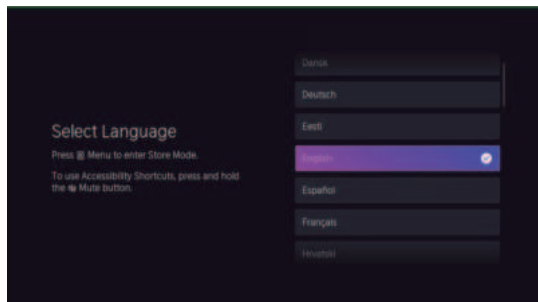 Select Language
Press Menu to enter Store Mode.
To use Accessibility Shortcuts, press and hold
the Mute button.
Dansk
Deutsch
Eesti
English
Español
Français
Hrvatski